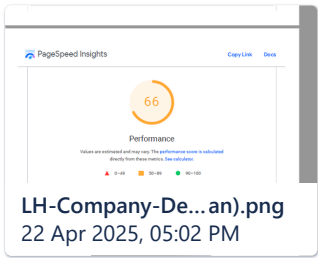 PageSpeed Insights
Copy Link Docs
66
Performance
Values are estimated and may vary. The performance score is calculated
directly from these metrics. See calculator.
0–49 50–89 90–100
LH-Company-De...an).png
22 Apr 2025, 05:02 PM